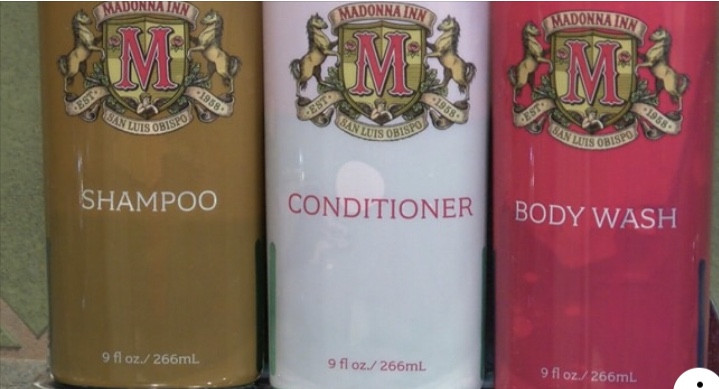 MADONNA INN
M
EST. 1958
SAN LUIS OBISPO
SHAMPOO
9 fl oz./ 266mL
MADONNA INN
M
EST. 1958
SAN LUIS OBISPO
CONDITIONER
9 fl oz./ 266mL
MADONNA INN
M
EST. 1958
SAN LUIS OBISPO
BODY WASH
9 fl oz./ 266mL